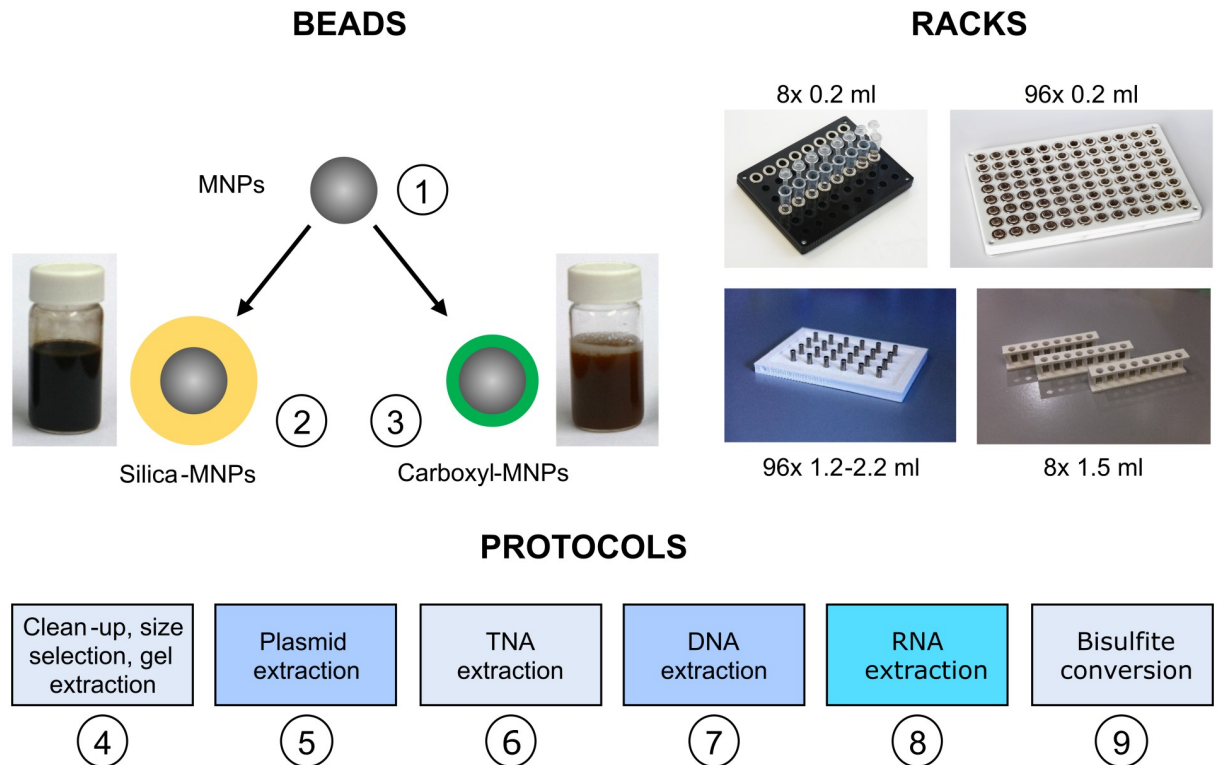 BEADS
RACKS
8x 0.2 ml
96x 0.2 ml
MNPs
1
2
3
Silica-MNPs
Carboxyl-MNPs
96x 1.2-2.2 ml
8x 1.5 ml
PROTOCOLS
Clean-up, size
selection, gel
extraction
Plasmid
extraction
TNA
extraction
DNA
extraction
RNA
extraction
Bisulfite
conversion
4
5
6
7
8
9